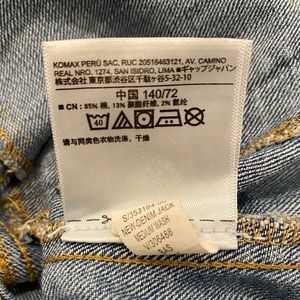 KOMAX PERÚ SAC, RUC 20516463121, AV. CAMINO
REAL NRO. 1274, SAN ISIDRO, LIMA ■ギャップジャパン
株式会社 東京都渋谷区千駄ヶ谷5-32-10
中国 140/72
■ CN : 85% 棉, 13% 聚酯纤维, 2% 氨纶
40
请与同类色衣物洗涤，干燥
NEW-DENIM JACK
MEDIUM WASH